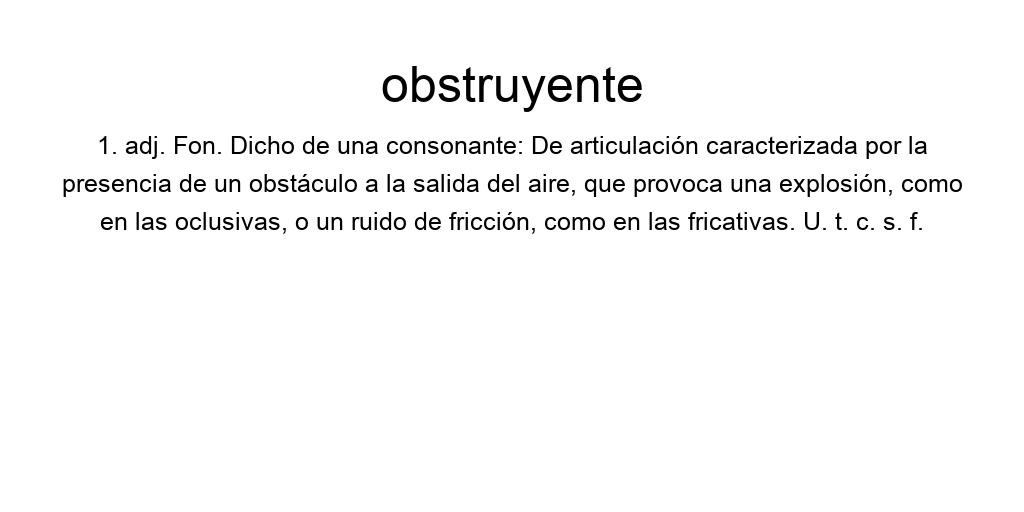 obstruyente
1. adj. Fon. Dicho de una consonante: De articulación caracterizada por la
presencia de un obstáculo a la salida del aire, que provoca una explosión, como
en las oclusivas, o un ruido de fricción, como en las fricativas. U. t. c. s. f.